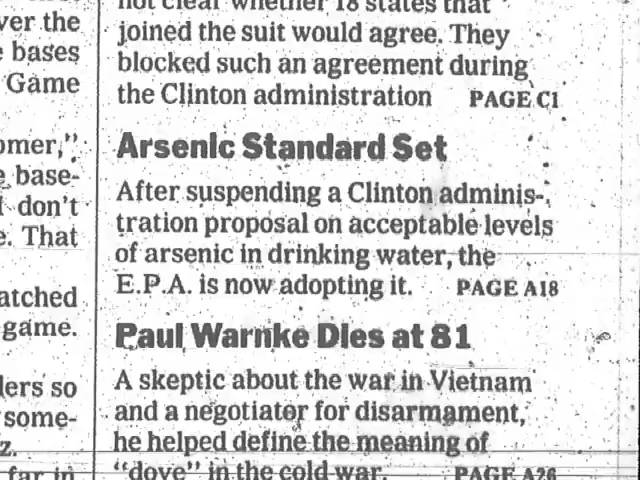 ver the
bases
Game
omer,"
base-
don't
e. That
atched
game.
ders so
some-
z.
far in
not clear whether 18 states that
joined the suit would agree. They
blocked such an agreement during
the Clinton administration PAGE C1
Arsenic Standard Set
After suspending a Clinton adminis-
tration proposal on acceptable levels
of arsenic in drinking water, the
E.P.A. is now adopting it. PAGE A18
Paul Warnke Dies at 81
A skeptic about the war in Vietnam
and a negotiator for disarmament,
he helped define the meaning of
"dove" in the cold war. PAGE A26